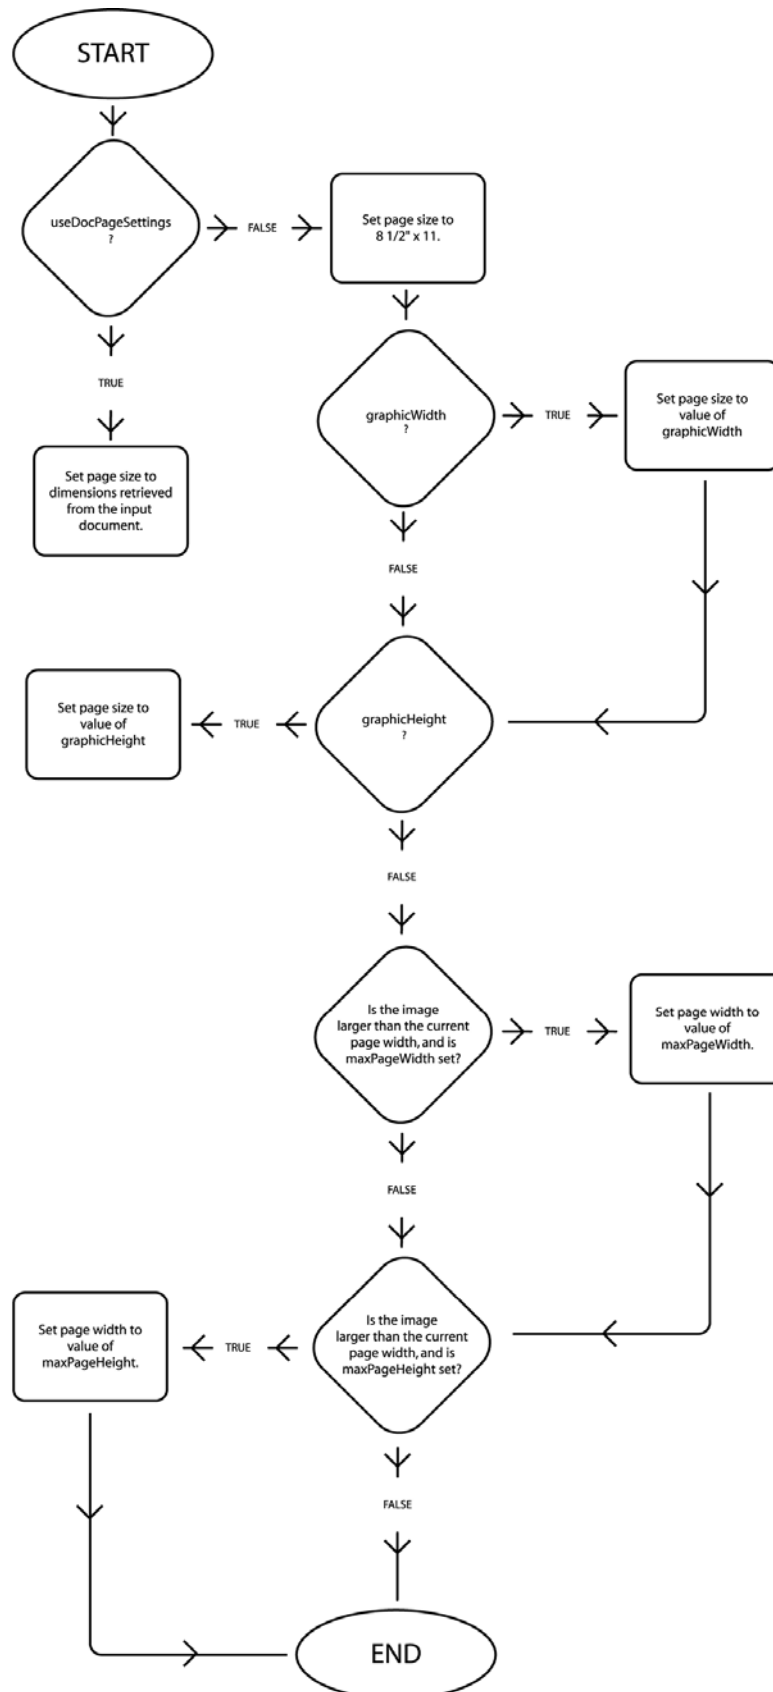 START
useDocPageSettings
?
FALSE
Set page size to
8 1/2" x 11.
TRUE
Set page size to
dimensions retrieved
from the input
document.
graphicWidth
?
TRUE
Set page size to
value of
graphicWidth
FALSE
graphicHeight
?
TRUE
Set page size to
value of
graphicHeight
FALSE
Is the image
larger than the current
page width, and is
maxPageWidth set?
TRUE
Set page width to
value of
maxPageWidth.
FALSE
Is the image
larger than the current
page width, and is
maxPageHeight set?
TRUE
Set page width to
value of
maxPageHeight.
FALSE
END